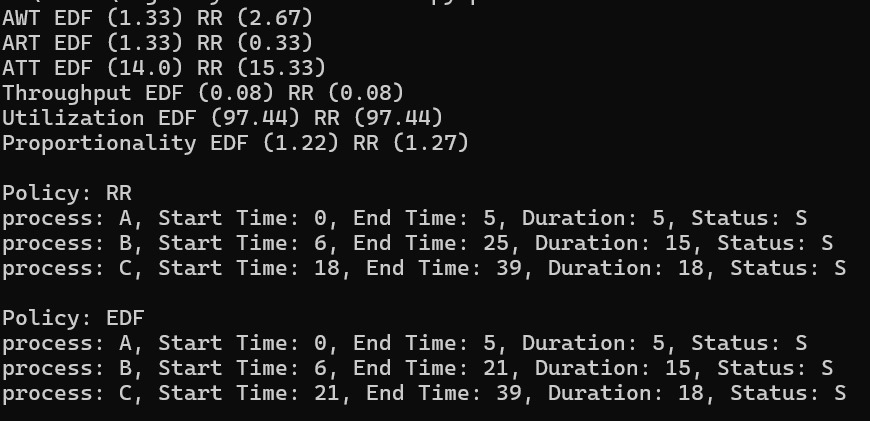 AWT EDF (1.33) RR (2.67)
ART EDF (1.33) RR (0.33)
ATT EDF (14.0) RR (15.33)
Throughput EDF (0.08) RR (0.08)
Utilization EDF (97.44) RR (97.44)
Proportionality EDF (1.22) RR (1.27)
Policy: RR
process: A, Start Time: 0, End Time: 5, Duration: 5, Status: S
process: B, Start Time: 6, End Time: 25, Duration: 15, Status: S
process: C, Start Time: 18, End Time: 39, Duration: 18, Status: S
Policy: EDF
process: A, Start Time: 0, End Time: 5, Duration: 5, Status: S
process: B, Start Time: 6, End Time: 21, Duration: 15, Status: S
process: C, Start Time: 21, End Time: 39, Duration: 18, Status: S